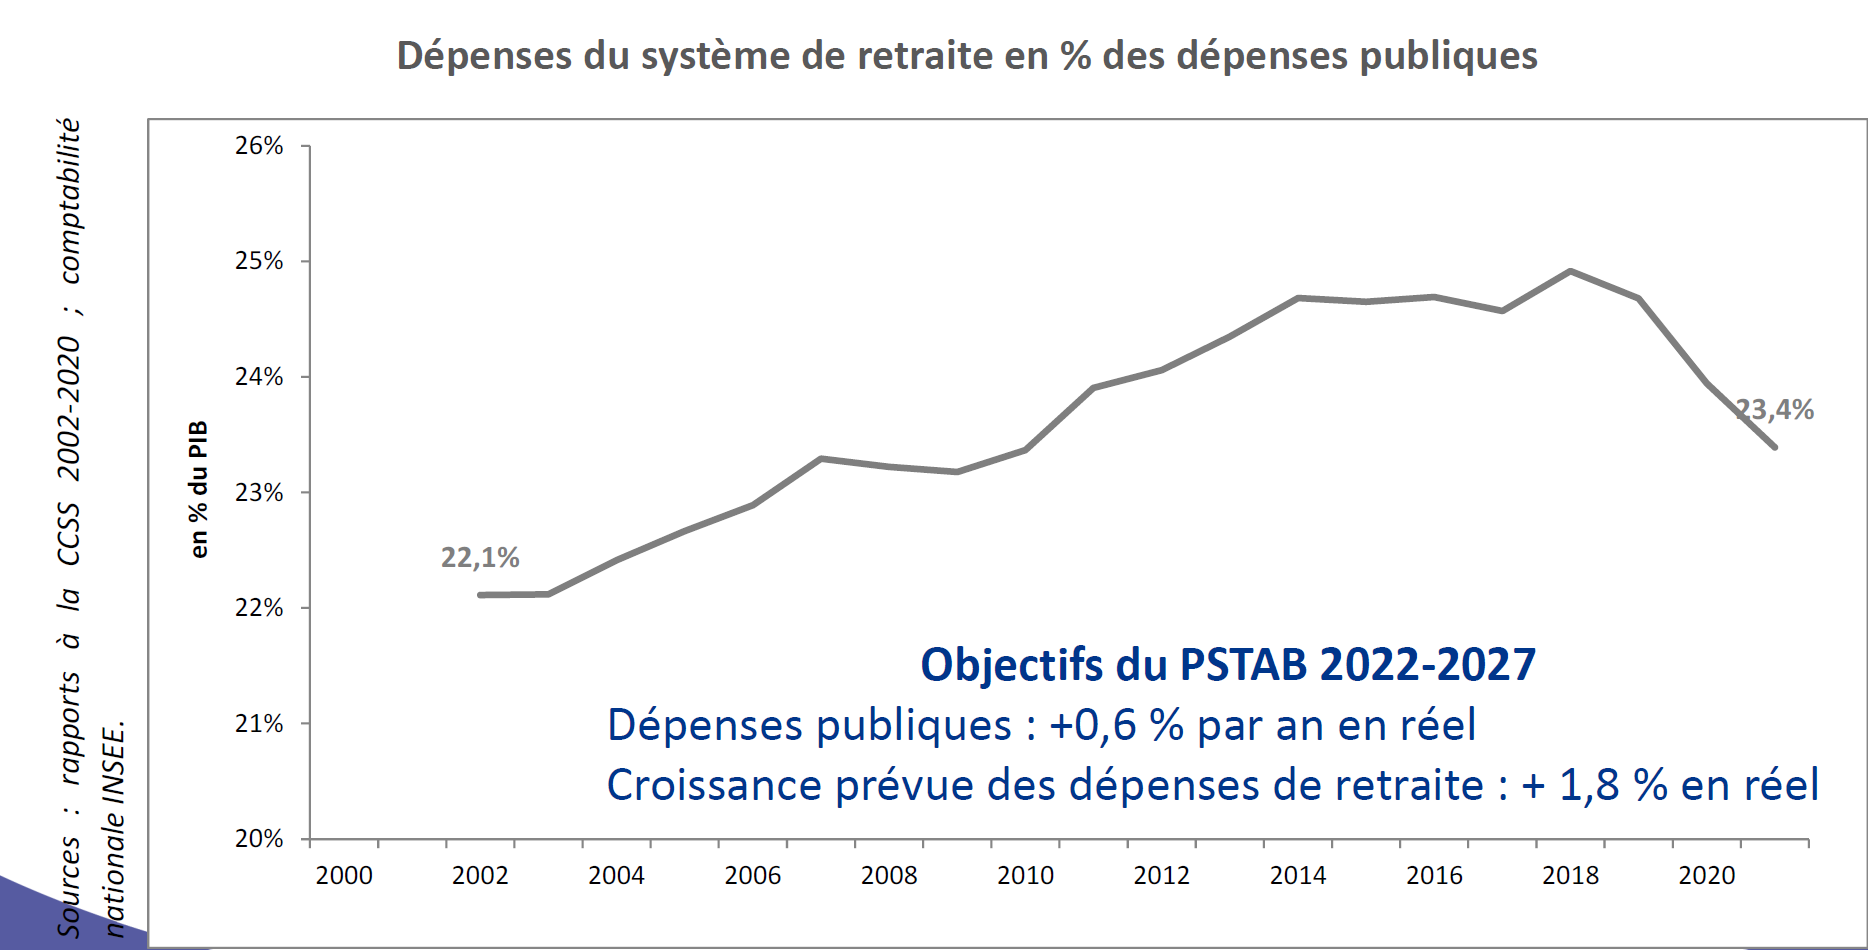 Dépenses du système de retraite en % des dépenses publiques
Sources : rapports à la CCSS 2002-2020 ; comptabilité
nationale INSEE.
en % du PIB
26%
25%
24%
23%
22%
21%
20%
22,1%
23,4%
Objectifs du PSTAB 2022-2027
Dépenses publiques : +0,6 % par an en réel
Croissance prévue des dépenses de retraite : + 1,8 % en réel
2000 2002 2004 2006 2008 2010 2012 2014 2016 2018 2020